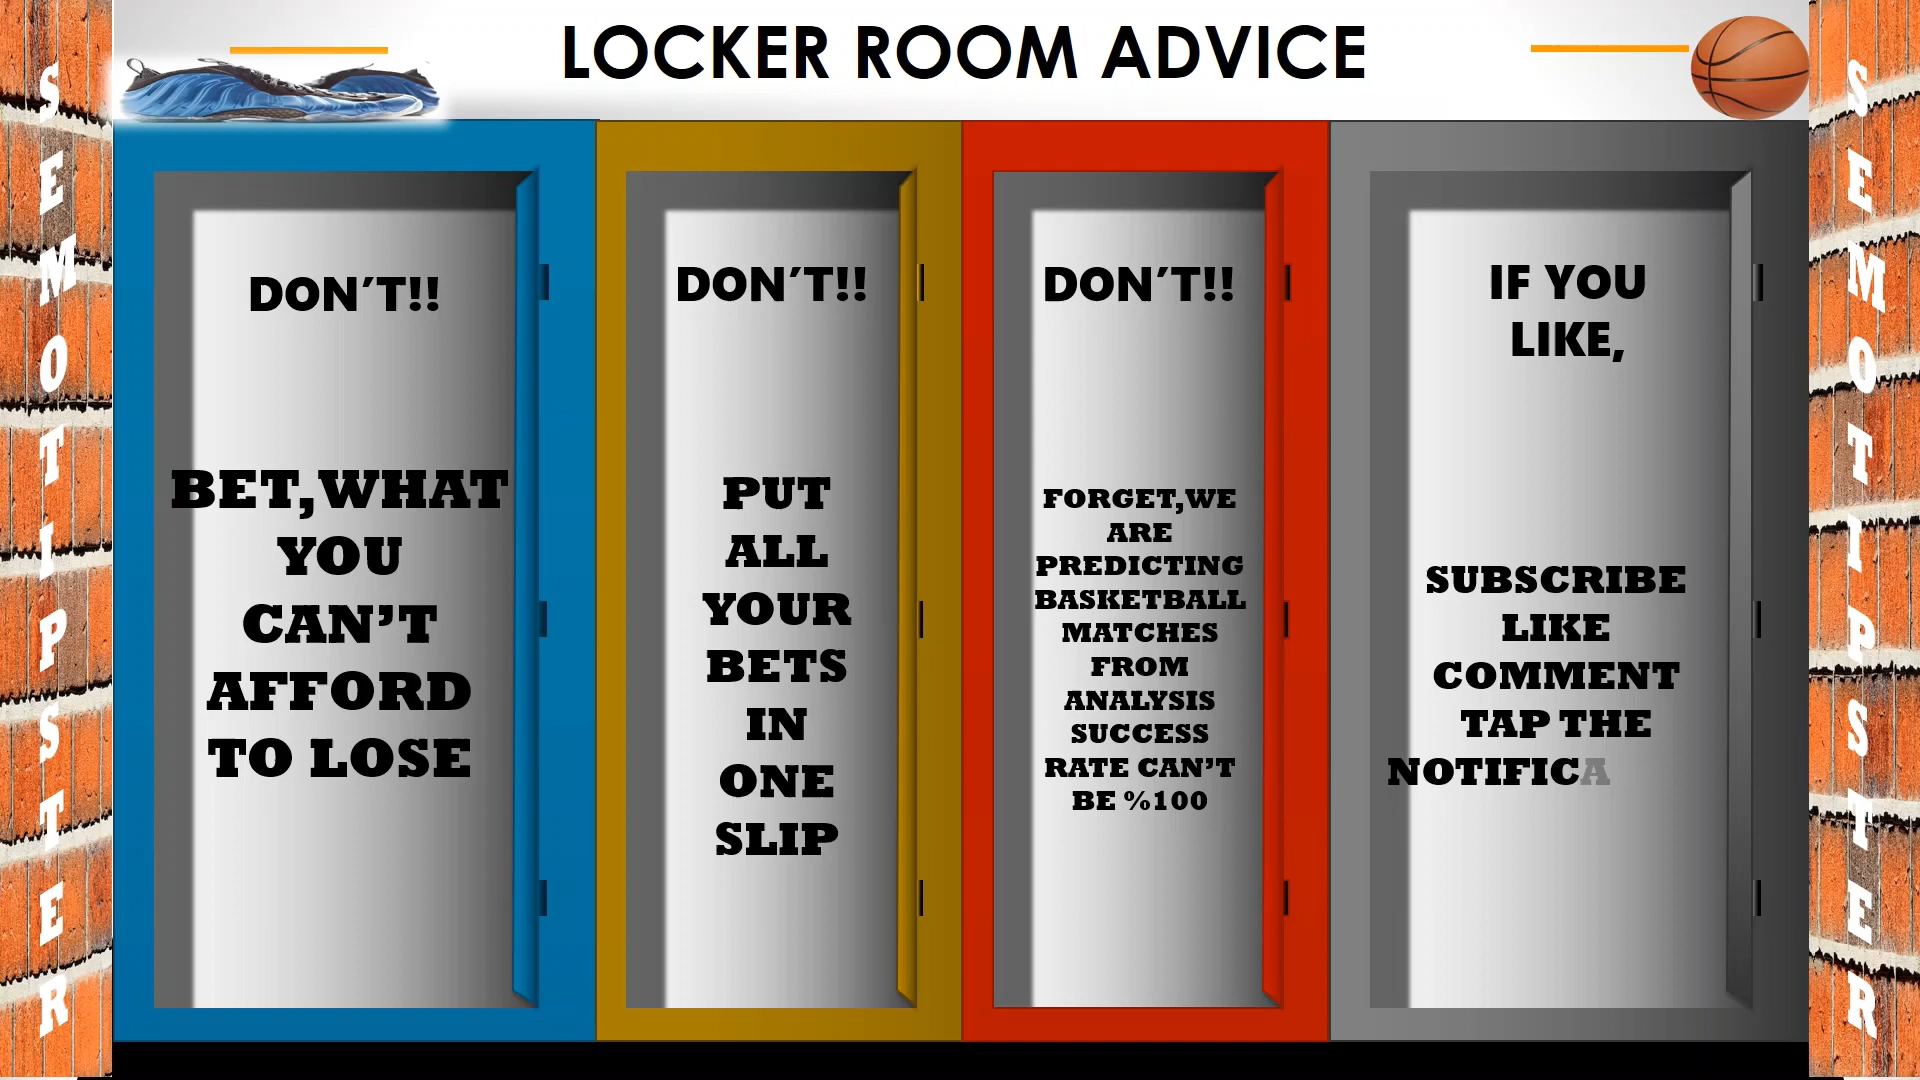 LOCKER ROOM ADVICE
SEMOTIPSTER
DON'T!!
BET,WHAT
YOU
CAN'T
AFFORD
TO LOSE
DON'T!!
PUT
ALL
YOUR
BETS
IN
ONE
SLIP
DON'T!!
FORGET,WE
ARE
PREDICTING
BASKETBALL
MATCHES
FROM
ANALYSIS
SUCCESS
RATE CAN'T
BE %100
IF YOU
LIKE,
SUBSCRIBE
LIKE
COMMENT
TAP THE
NOTIFICA
SEMOTIPSTER